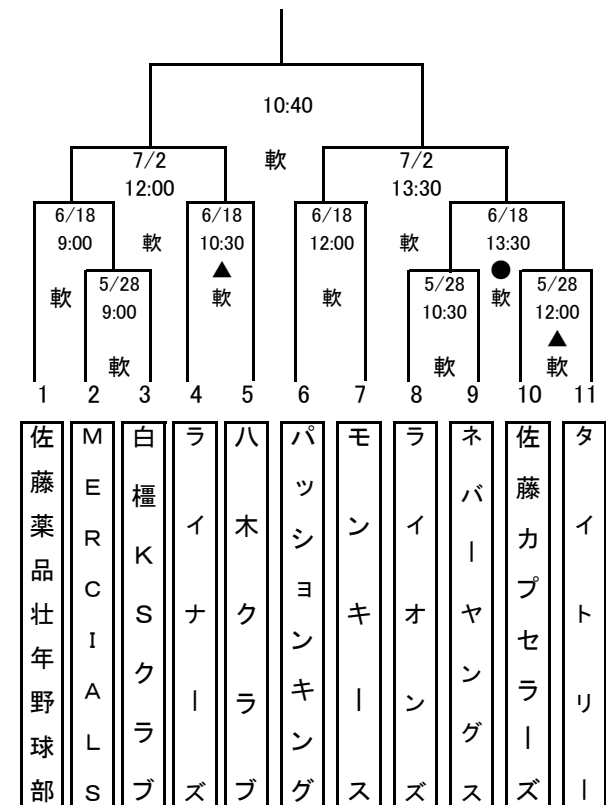 10:40
軟
7/2
12:00
軟
7/2
13:30
軟
6/18
9:00
軟
6/18
10:30
▲
軟
6/18
12:00
軟
6/18
13:30
●
軟
5/28
9:00
軟
5/28
10:30
軟
5/28
12:00
▲
軟
1 2 3 4 5 6 7 8 9 10 11
佐藤薬品壮年野球部
MERCIALS
白橿KSクラブ
ライナーズ
八木クラブ
パッションキング
モンキース
ライオンズ
ネバーヤングス
佐藤カプセラーズ
タイトリー